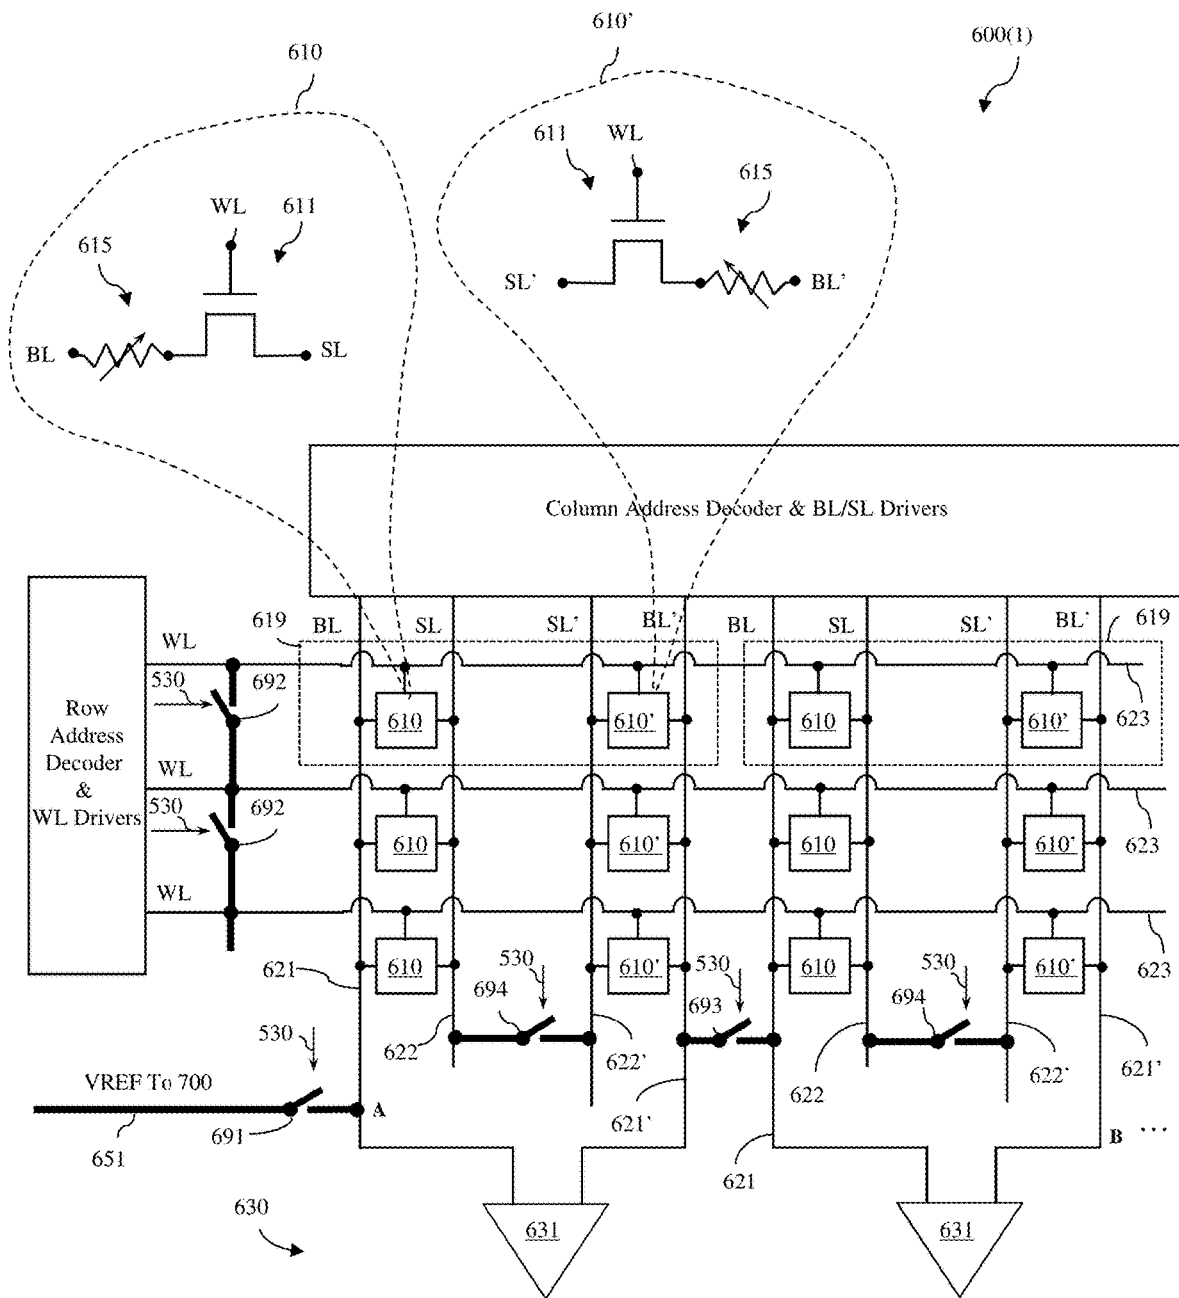 610
610'
600(1)
611
WL
615
WL
611
615
SL'
BL'
BL
SL
Column Address Decoder & BL/SL Drivers
619
BL
SL
SL'
BL'
BL
SL
SL'
BL'
619
WL
530
692
610
610'
610
610'
623
Row
Address
Decoder
&
WL Drivers
WL
530
692
610
610'
610
610'
623
WL
610
610'
610
610'
623
621
530
694
530
693
530
694
530
622
622'
622
622'
621'
VREF To 700
A
621'
691
651
621
B ...
630
631
631